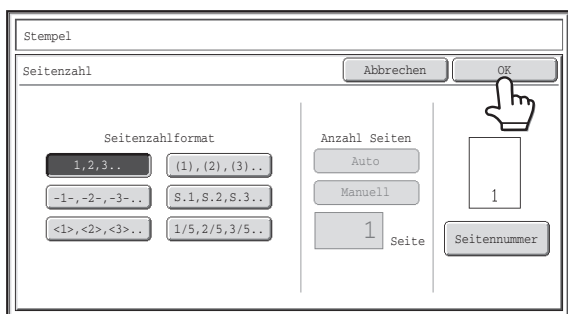 Stempel
Seitenzahl
Abbrechen
OK
Seitenzahlformat
1,2,3..
(1),(2),(3)..
-1-,-2-,-3-..
S.1,S.2,S.3..
<1>,<2>,<3>..
1/5,2/5,3/5..
Anzahl Seiten
Auto
Manuell
1 Seite
1
Seitennummer